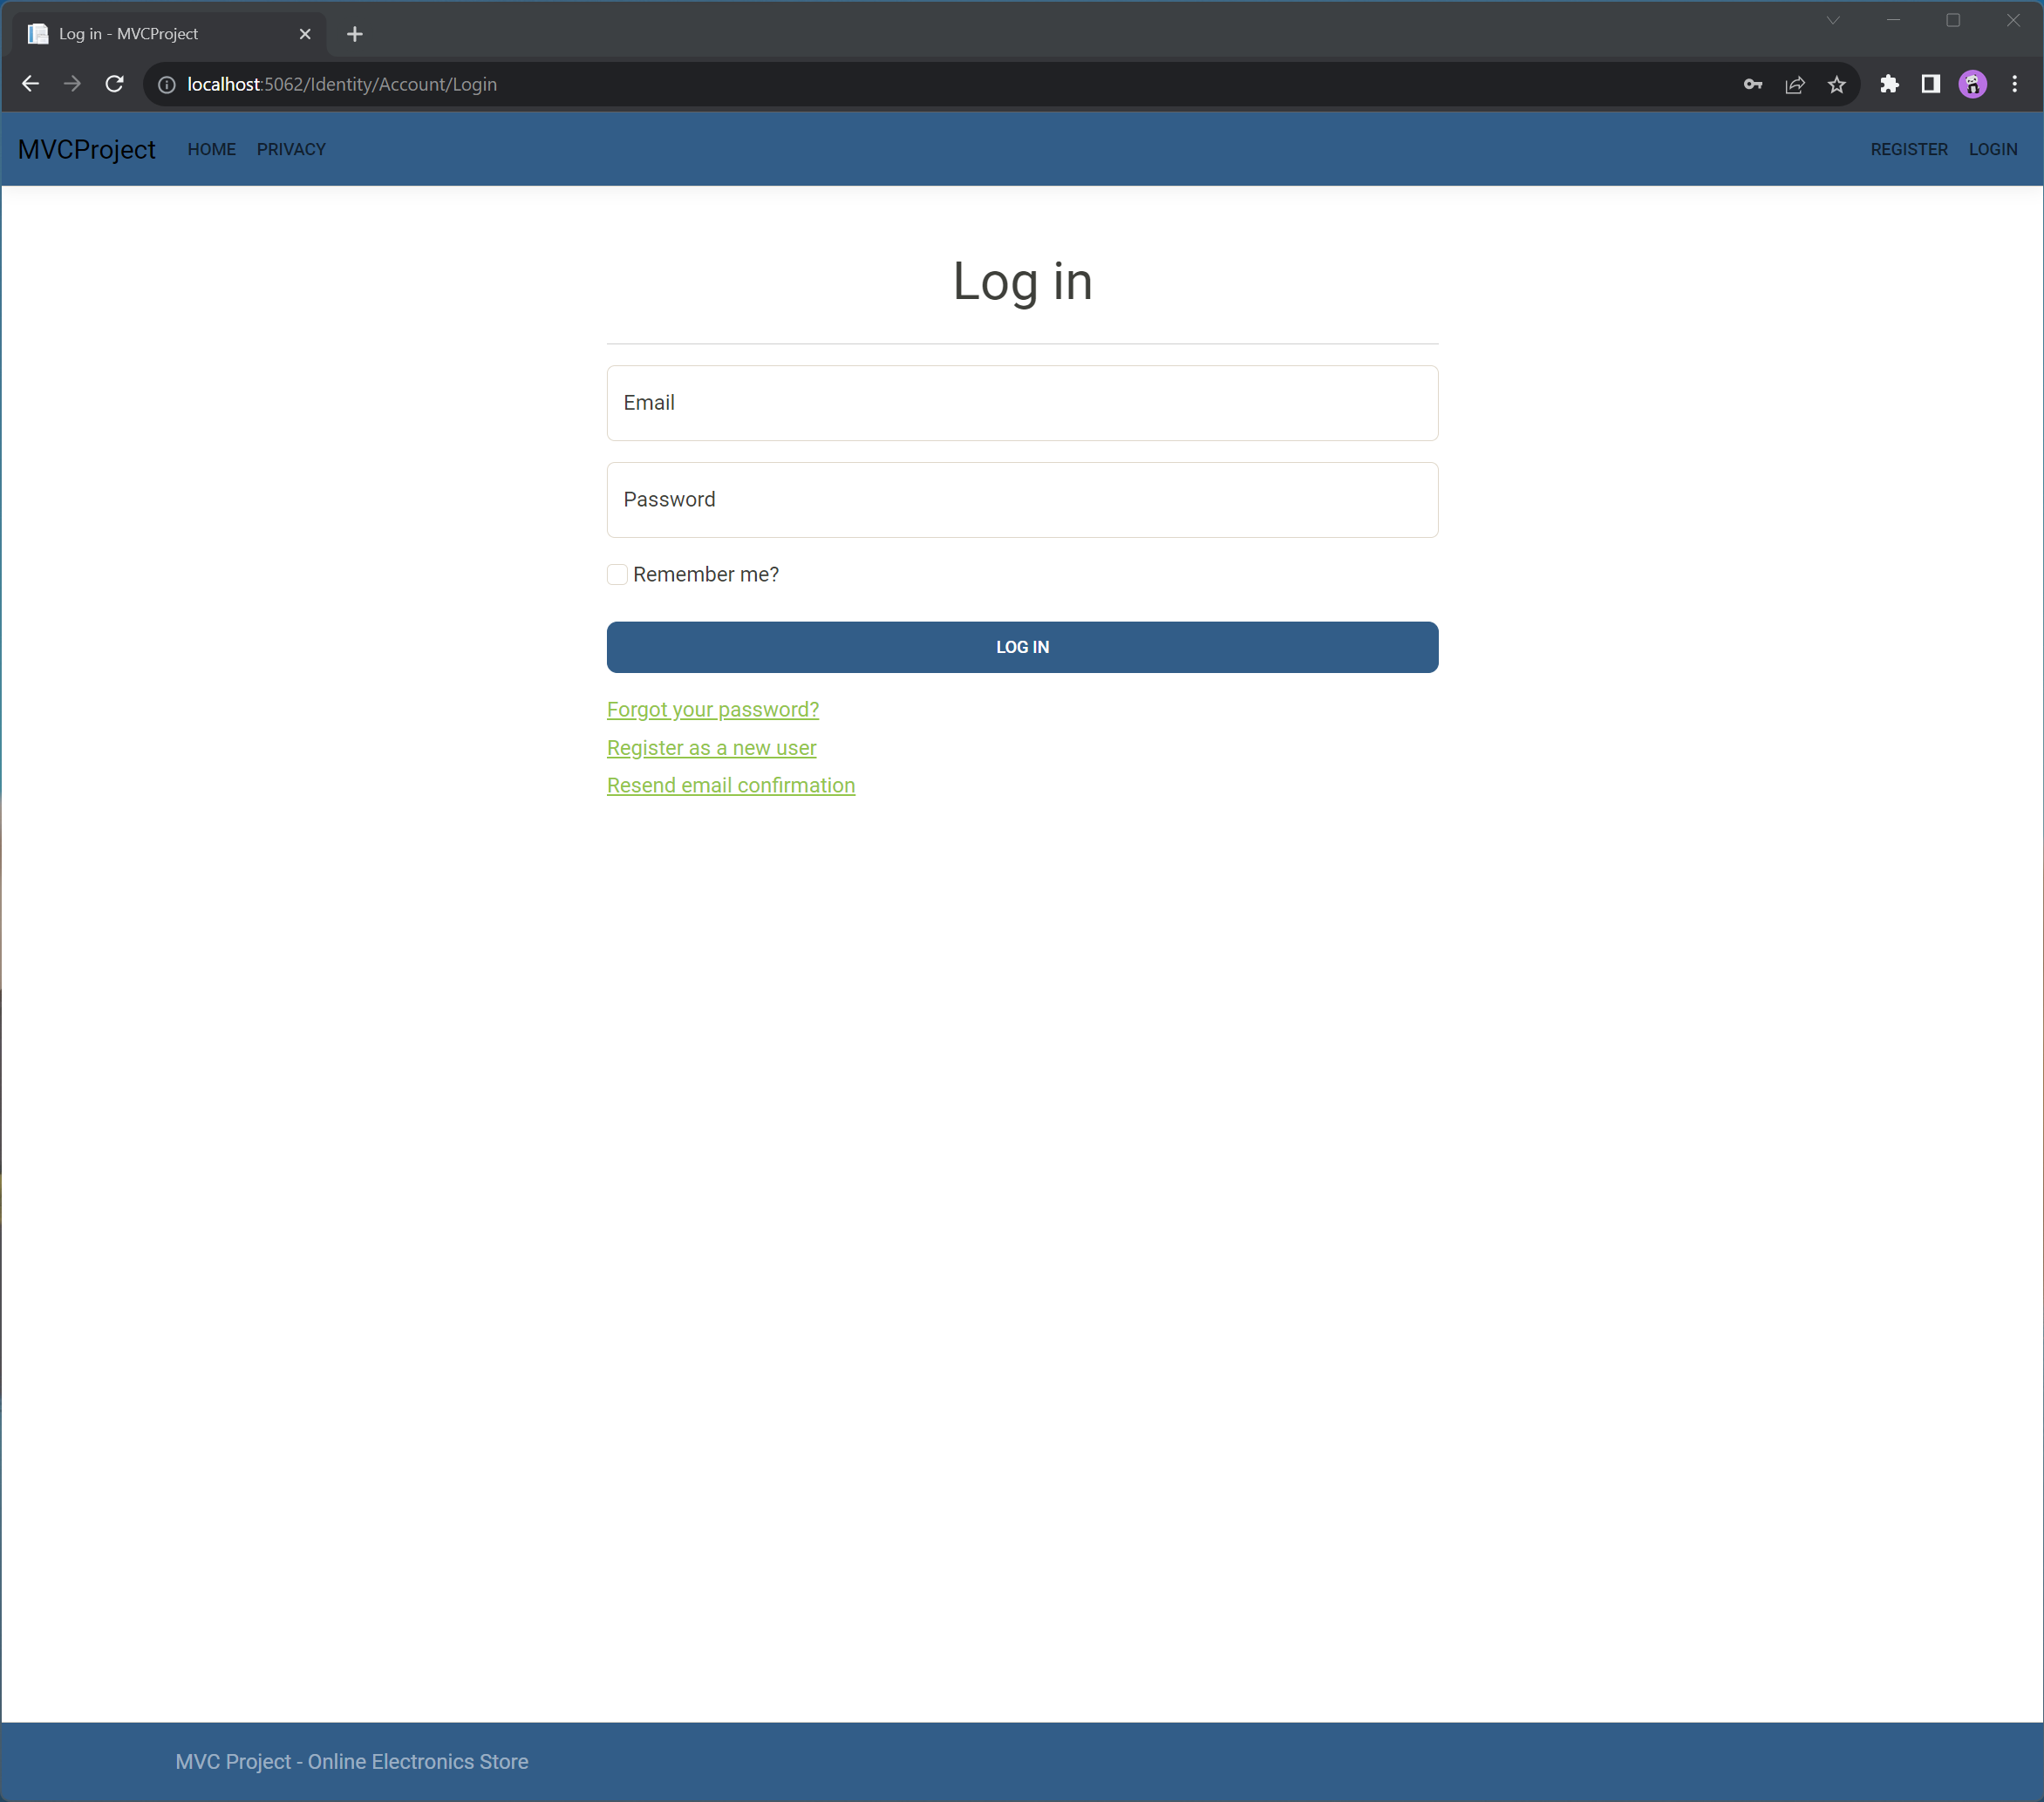 Log in - MVCProject
localhost:5062/Identity/Account/Login
MVCProject HOME PRIVACY REGISTER LOGIN
Log in
Email
Password
Remember me?
LOG IN
Forgot your password?
Register as a new user
Resend email confirmation
MVC Project - Online Electronics Store